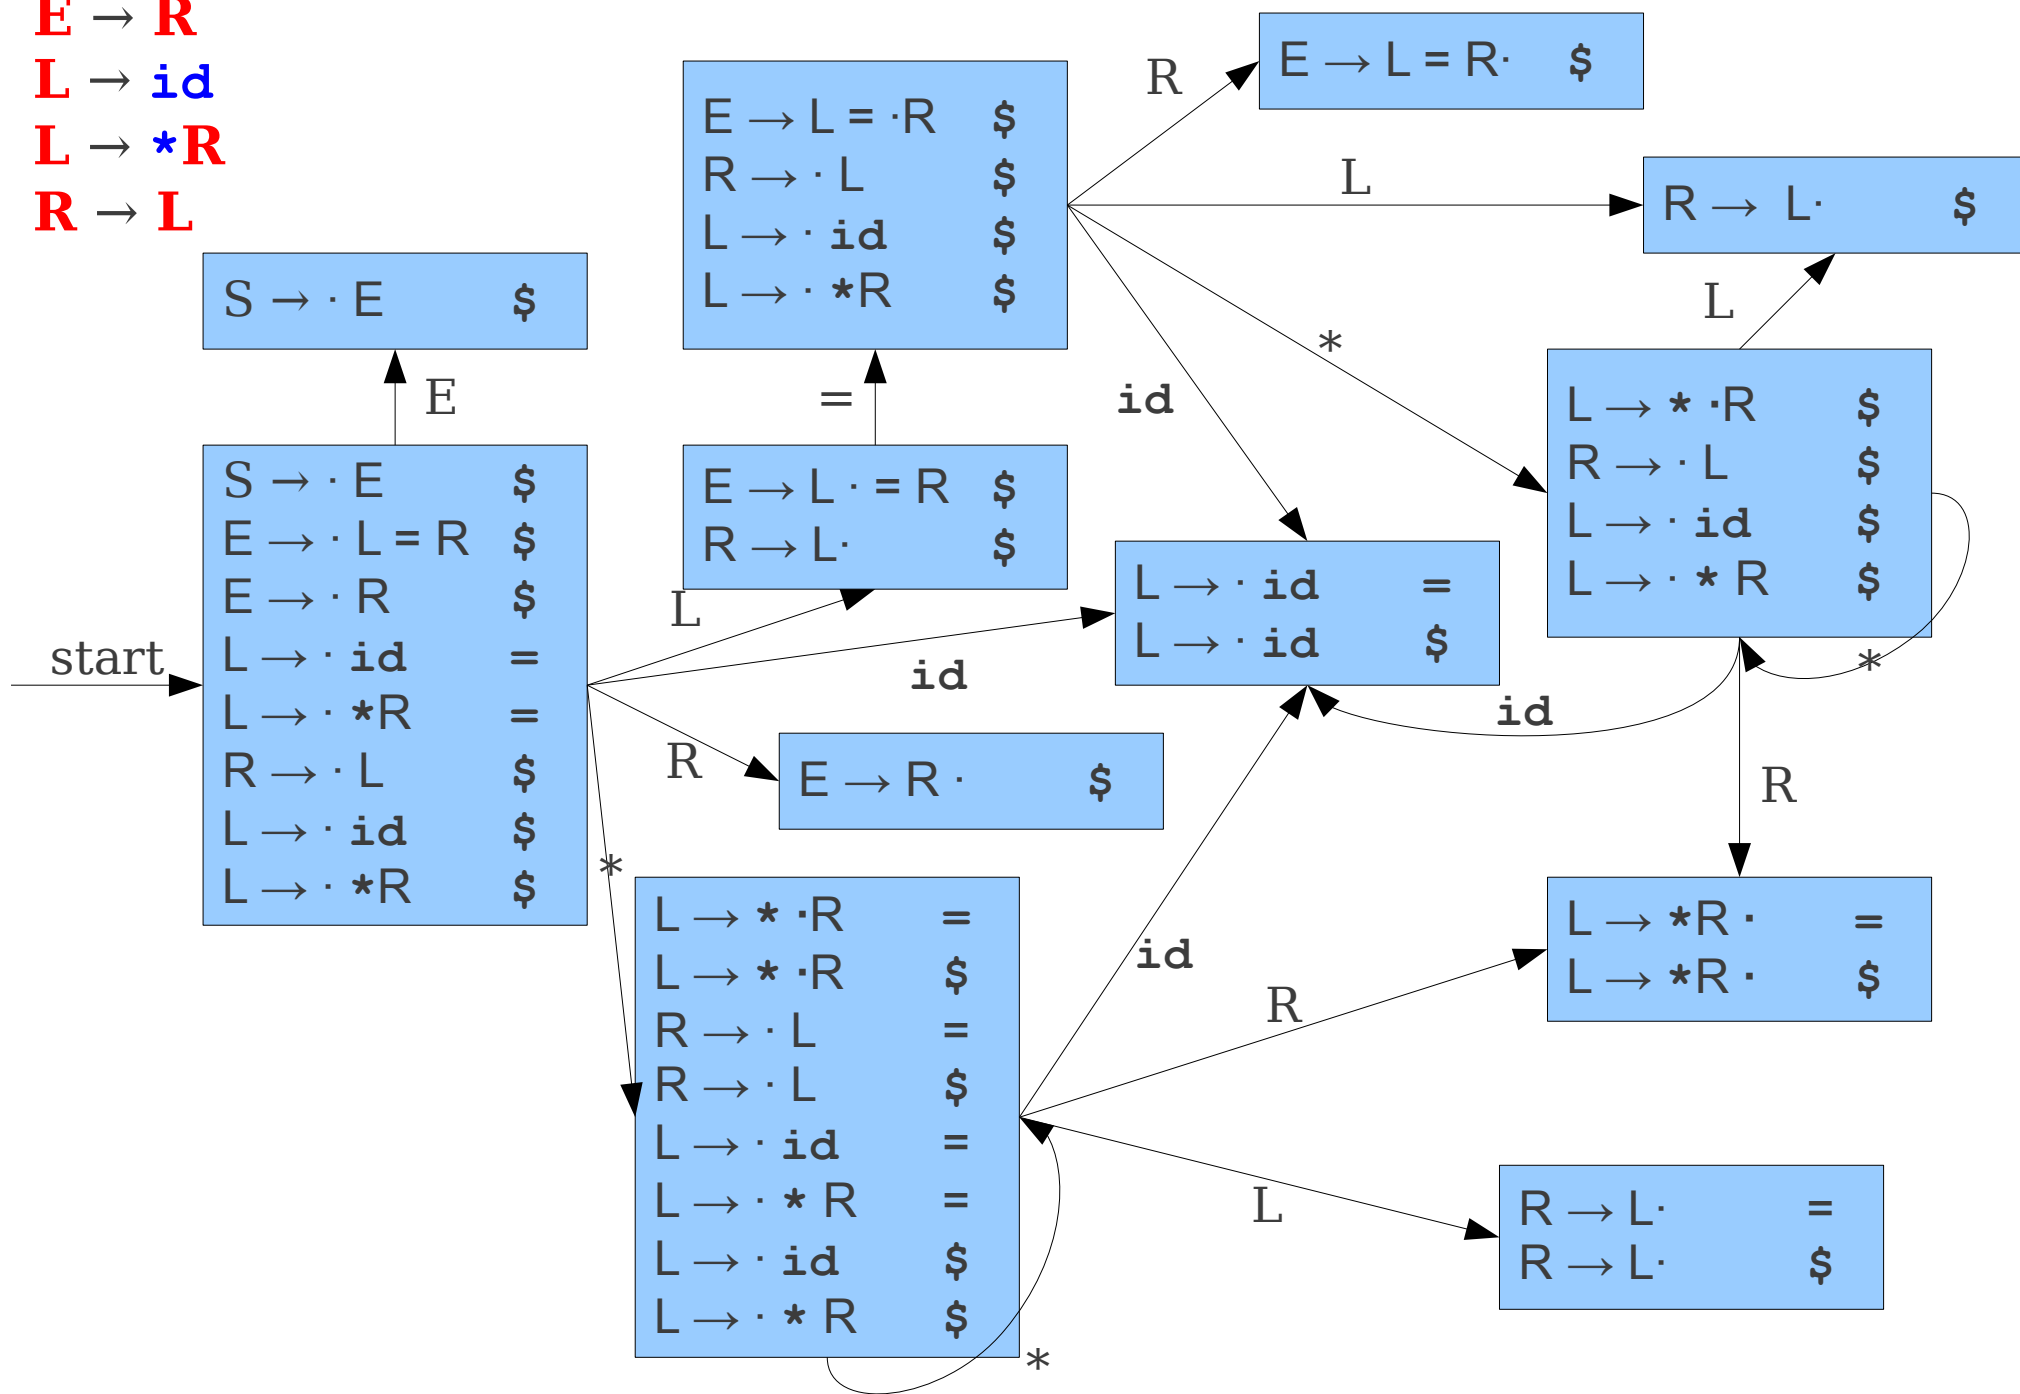 E → R
L → id
L → *R
R → L
S → · E $
E
start
S → · E $
E → · L = R $
E → · R $
L → · id =
L → · *R =
R → · L $
L → · id $
L → · *R $
E → L = ·R $
R → · L $
L → · id $
L → · *R $
=
E → L · = R $
R → L· $
L
id
R
*
E → R · $
L → * ·R =
L → * ·R $
R → · L =
R → · L $
L → · id =
L → · * R =
L → · id $
L → · * R $
*
R
E → L = R· $
L
R → L· $
*
id
L
L → * ·R $
R → · L $
L → · id $
L → · * R $
*
L → · id =
L → · id $
id
R
id
R
L → *R · =
L → *R · $
L
R → L· =
R → L· $